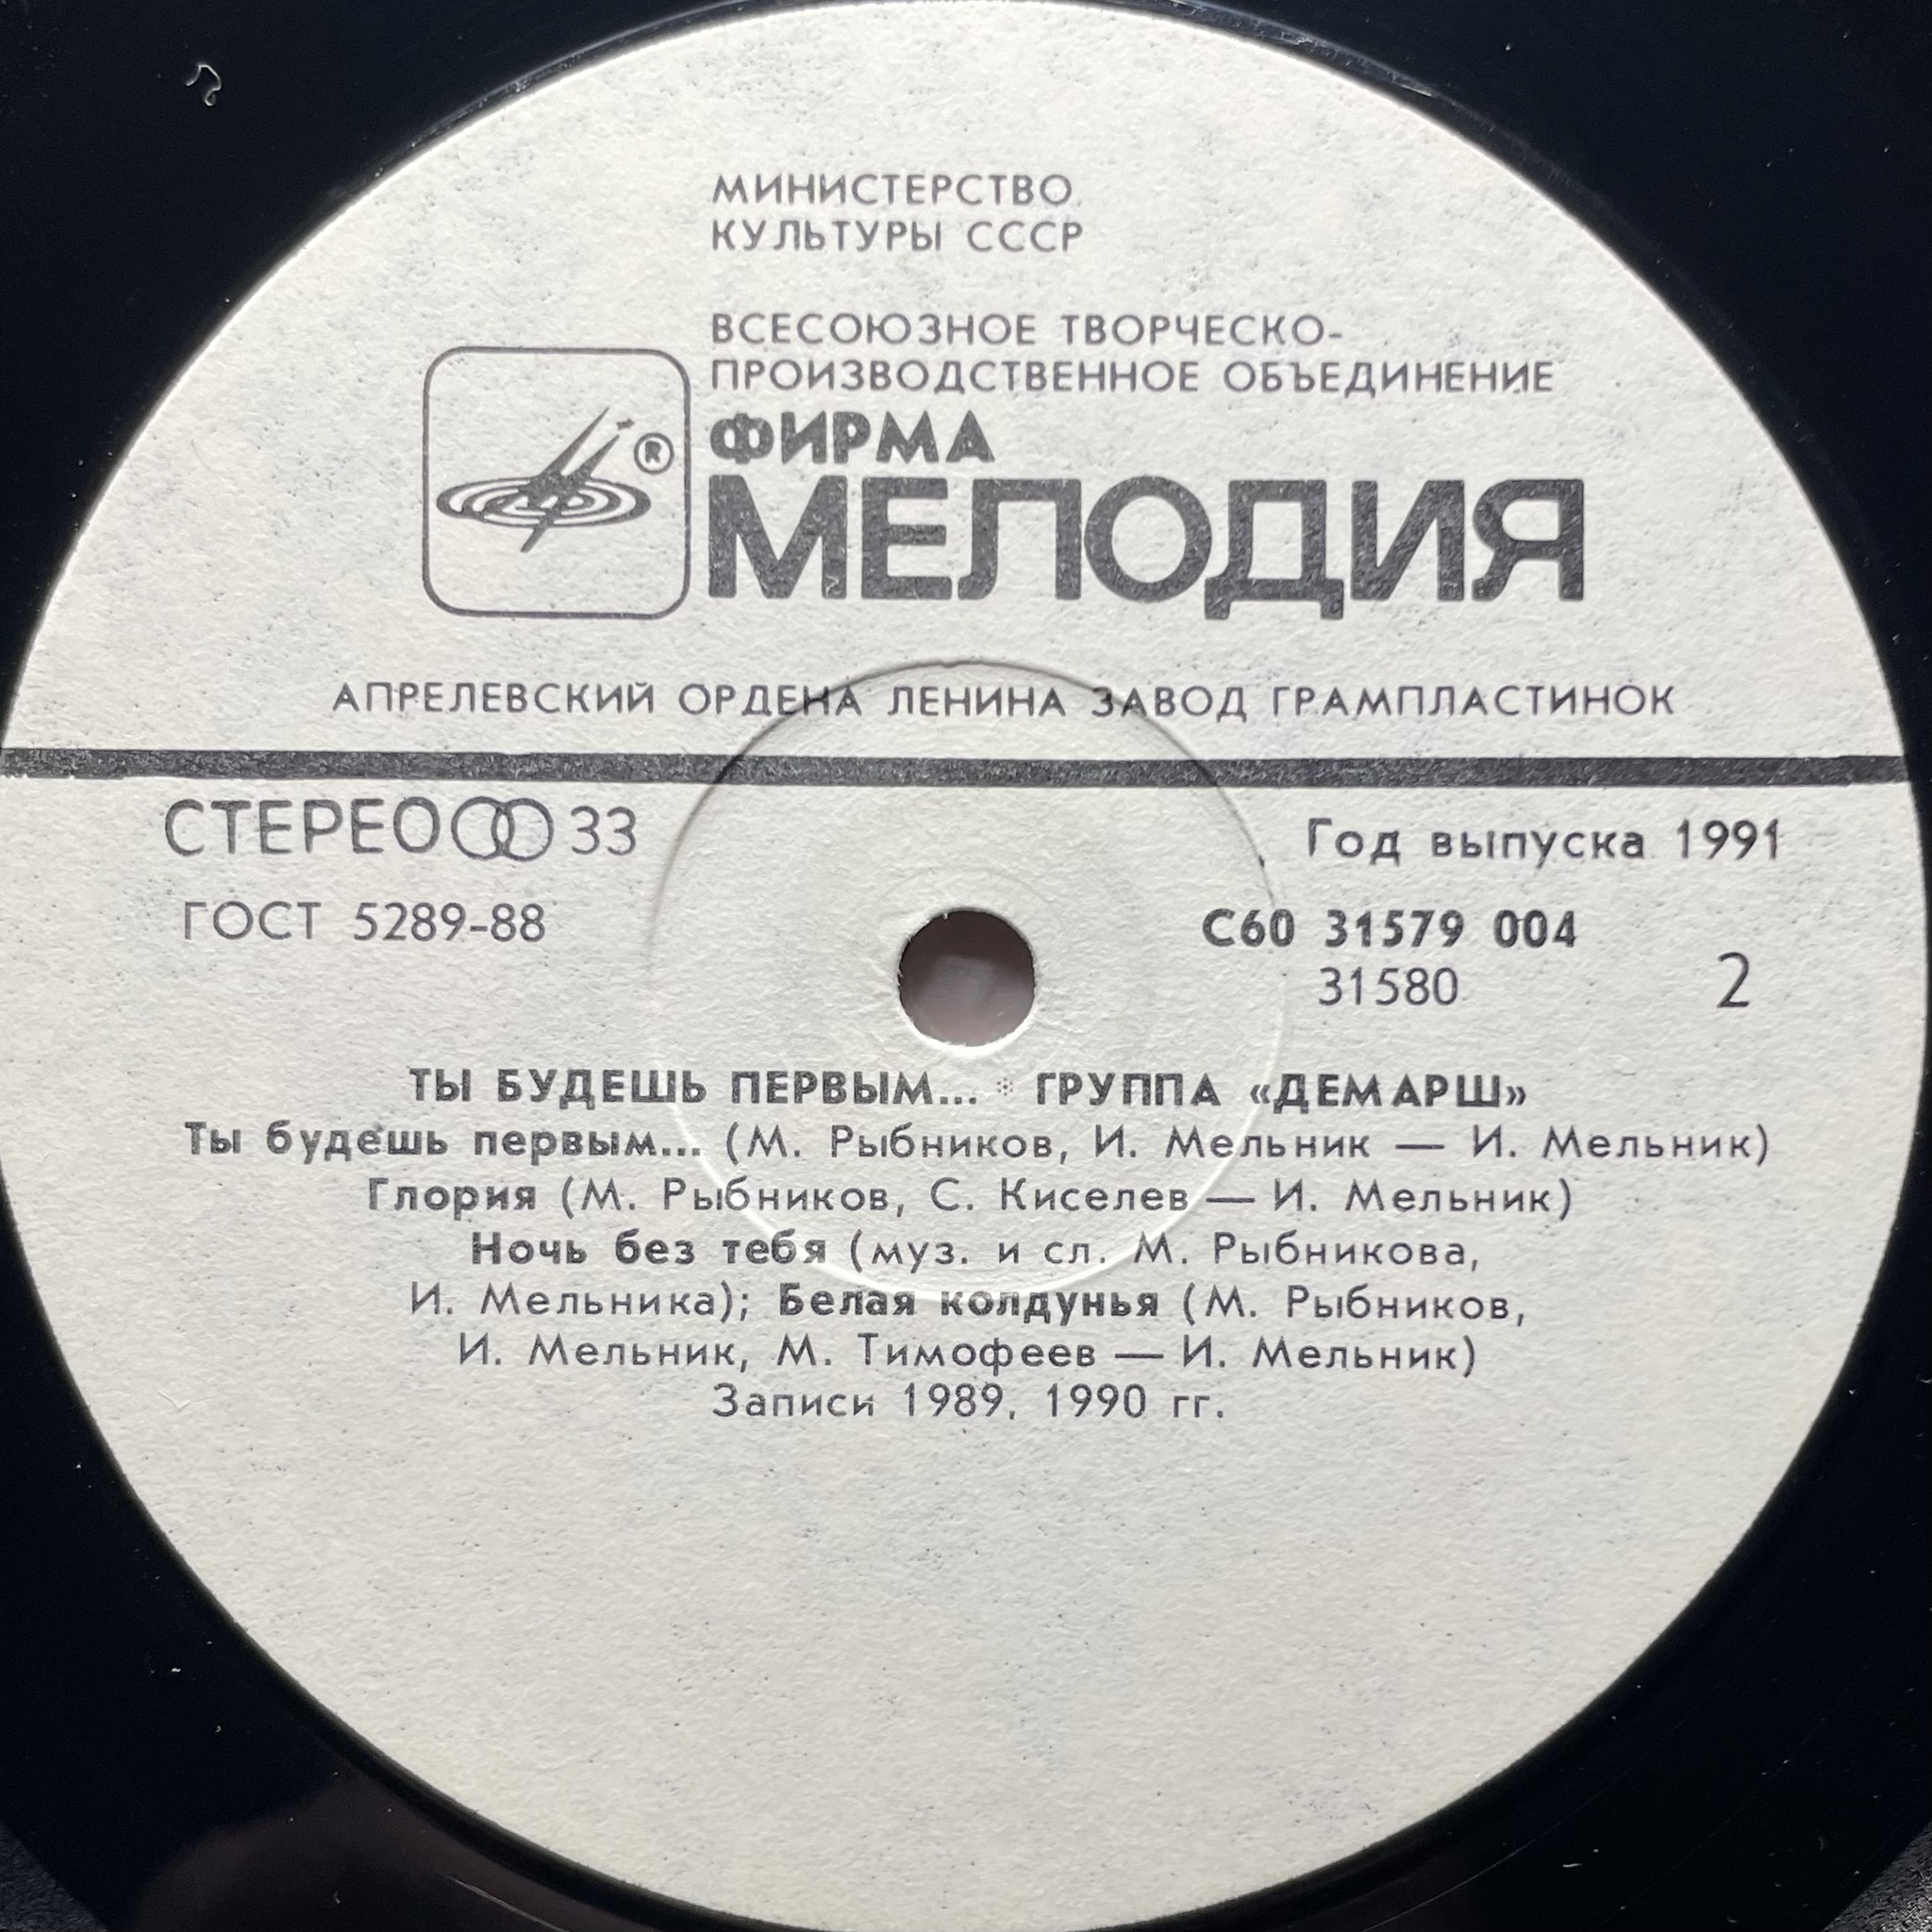 МИНИСТЕРСТВО
КУЛЬТУРЫ СССР
ВСЕСОЮЗНОЕ ТВОРЧЕСКО-
ПРОИЗВОДСТВЕННОЕ ОБЪЕДИНЕНИЕ
®
ФИРМА
МЕЛОДИЯ
АПРЕЛЕВСКИЙ ОРДЕНА ЛЕНИНА ЗАВОД ГРАМПЛАСТИНОК
СТЕРЕО 33
Год выпуска 1991
ГОСТ 5289-88
С60 31579 004
31580
2
ТЫ БУДЕШЬ ПЕРВЫМ... * ГРУППА «ДЕМАРШ»
Ты будешь первым... (М. Рыбников, И. Мельник — И. Мельник)
Глория (М. Рыбников, С. Киселев — И. Мельник)
Ночь без тебя (муз. и сл. М. Рыбникова,
И. Мельника); Белая колдунья (М. Рыбников,
И. Мельник, М. Тимофеев — И. Мельник)
Записи 1989, 1990 гг.